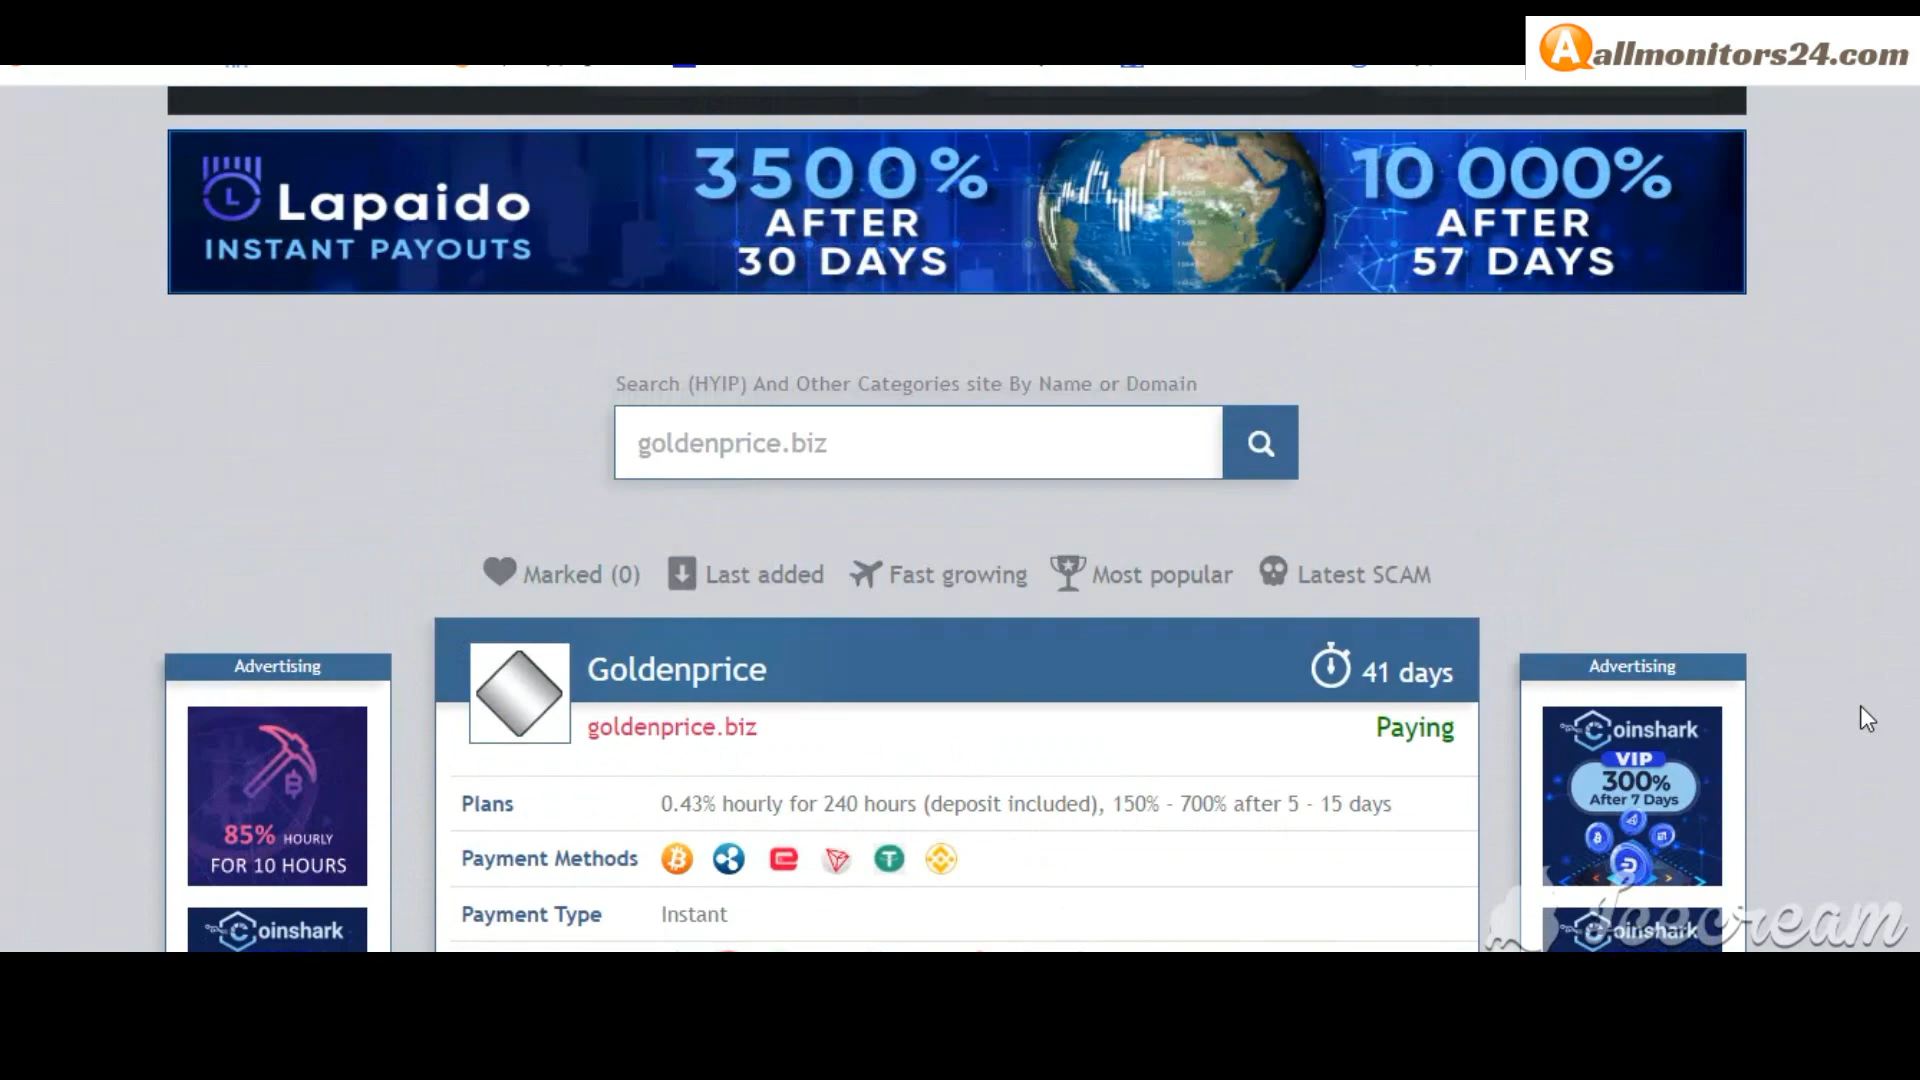 allmonitors24.com
Lapaido
INSTANT PAYOUTS
3500%
AFTER
30 DAYS
10 000%
AFTER
57 DAYS
Search (HYIP) And Other Categories site By Name or Domain
goldenprice.biz
Marked (0) Last added Fast growing Most popular Latest SCAM
Advertising
85% HOURLY
FOR 10 HOURS
Coinshark
Goldenprice
41 days
goldenprice.biz
Paying
Plans 0.43% hourly for 240 hours (deposit included), 150% - 700% after 5 - 15 days
Payment Methods
Payment Type Instant
Advertising
Coinshark
VIP
300%
After 7 Days
Coinshark
Icecream